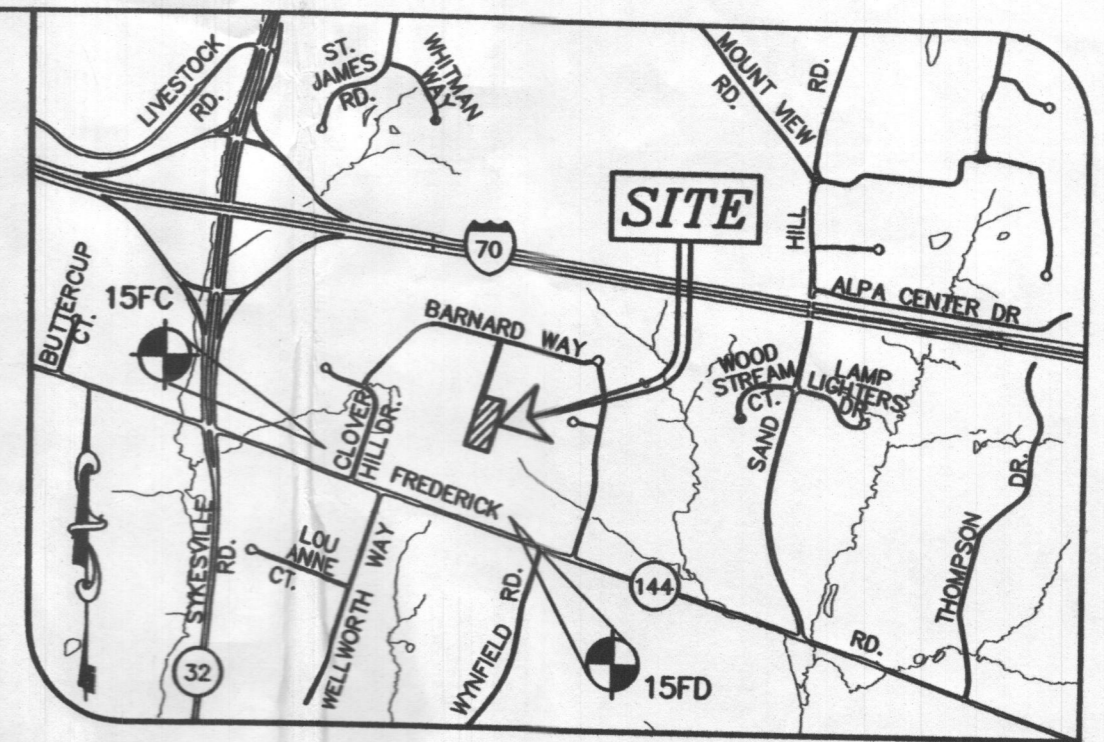 LIVESTOCK
RD.
ST.
JAMES
RD.
WHITMAN
WAY
MOUNT VIEW
RD.
RD.
SITE
HILL
70
ALPA CENTER DR
BUTTERCUP
CT.
15FC
BARNARD WAY
WOOD
STREAM
CT.
LAMP
LIGHTERS
DR.
CLOVER
HILL DR.
SAND
FREDERICK
DR.
SYKESVILLE
RD.
LOU
ANNE
CT.
WELLWORTH WAY
WYNFIELD RD.
144
THOMPSON
RD.
32
15FD